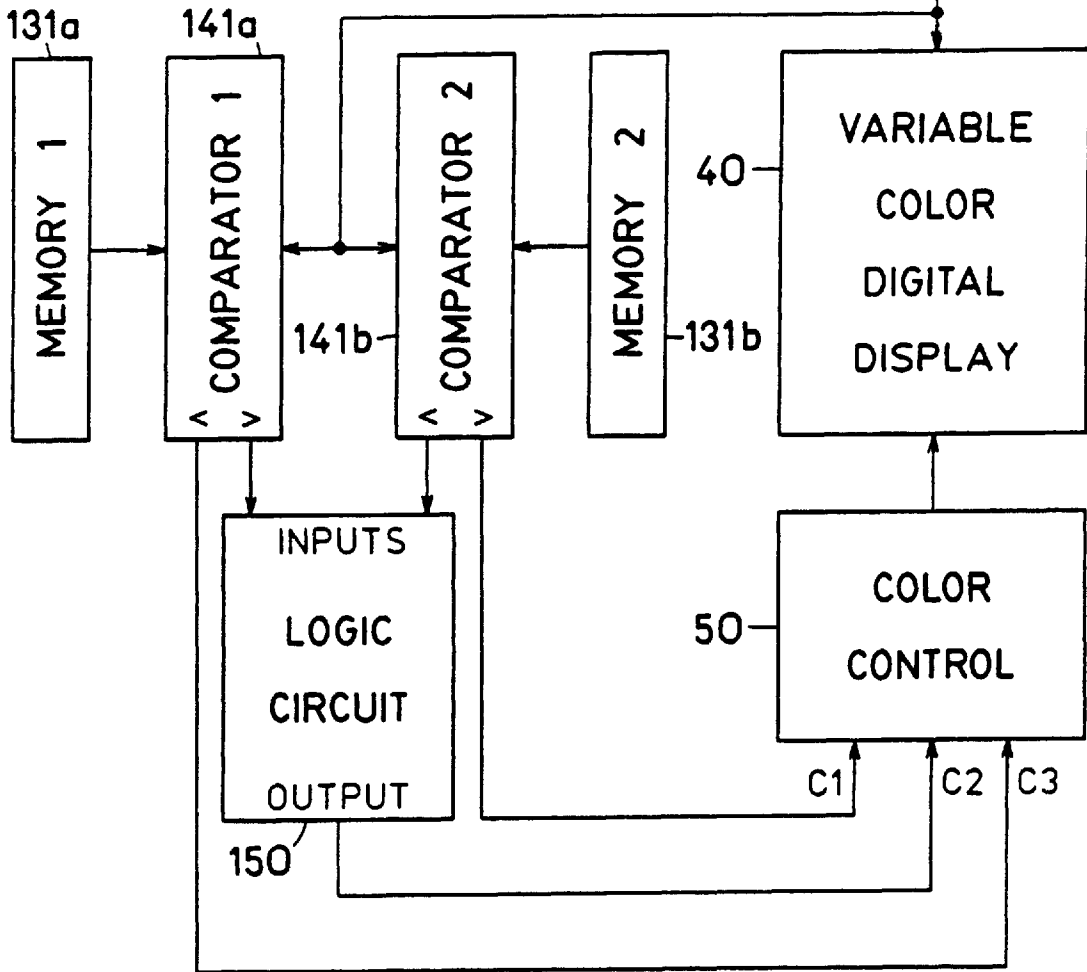 131a
141a
MEMORY 1
COMPARATOR 1
< >
COMPARATOR 2
< >
MEMORY 2
141b
131b
40
VARIABLE
COLOR
DIGITAL
DISPLAY
INPUTS
LOGIC
CIRCUIT
OUTPUT
150
50
COLOR
CONTROL
C1
C2
C3